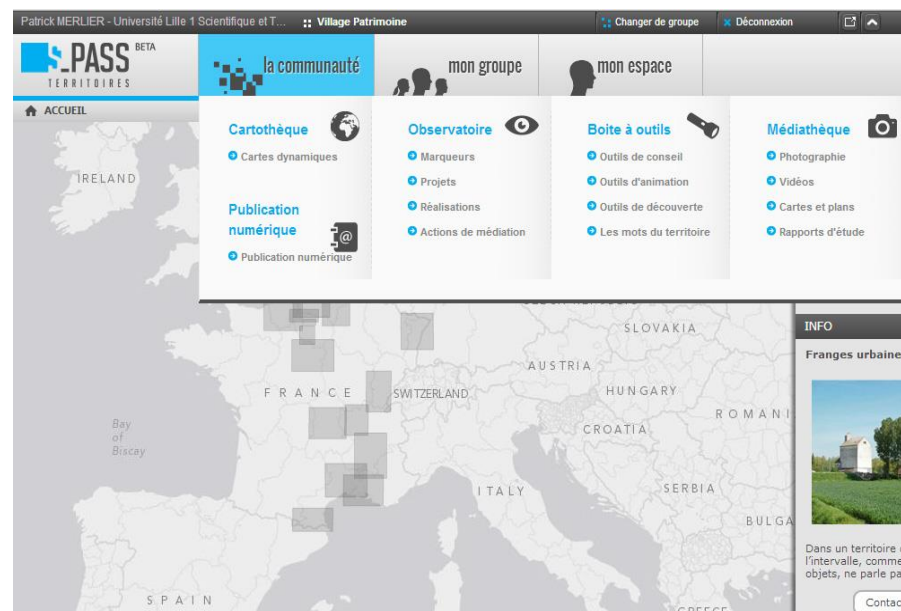 Patrick MERLIER - Université Lille 1 Scientifique et T...
:: Village Patrimoine
Changer de groupe
Déconnexion
S_PASS BETA
TERRITOIRES
la communauté
mon groupe
mon espace
ACCUEIL
Cartothèque
Cartes dynamiques
Publication
numérique
Publication numérique
Observatoire
Marqueurs
Projets
Réalisations
Actions de médiation
Boite à outils
Outils de conseil
Outils d'animation
Outils de découverte
Les mots du territoire
Médiathèque
Photographie
Vidéos
Cartes et plans
Rapports d'étude
IRELAND
SLOVAKIA
AUSTRIA
FRANCE
SWITZERLAND
HUNGARY
ROMANI
CROATIA
Bay
of
Biscay
ITALY
SERBIA
BULGA
SPAIN
GREECE
INFO
Franges urbaine
Dans un territoire
l'intervalle, comme
objets, ne parle pa
Contac